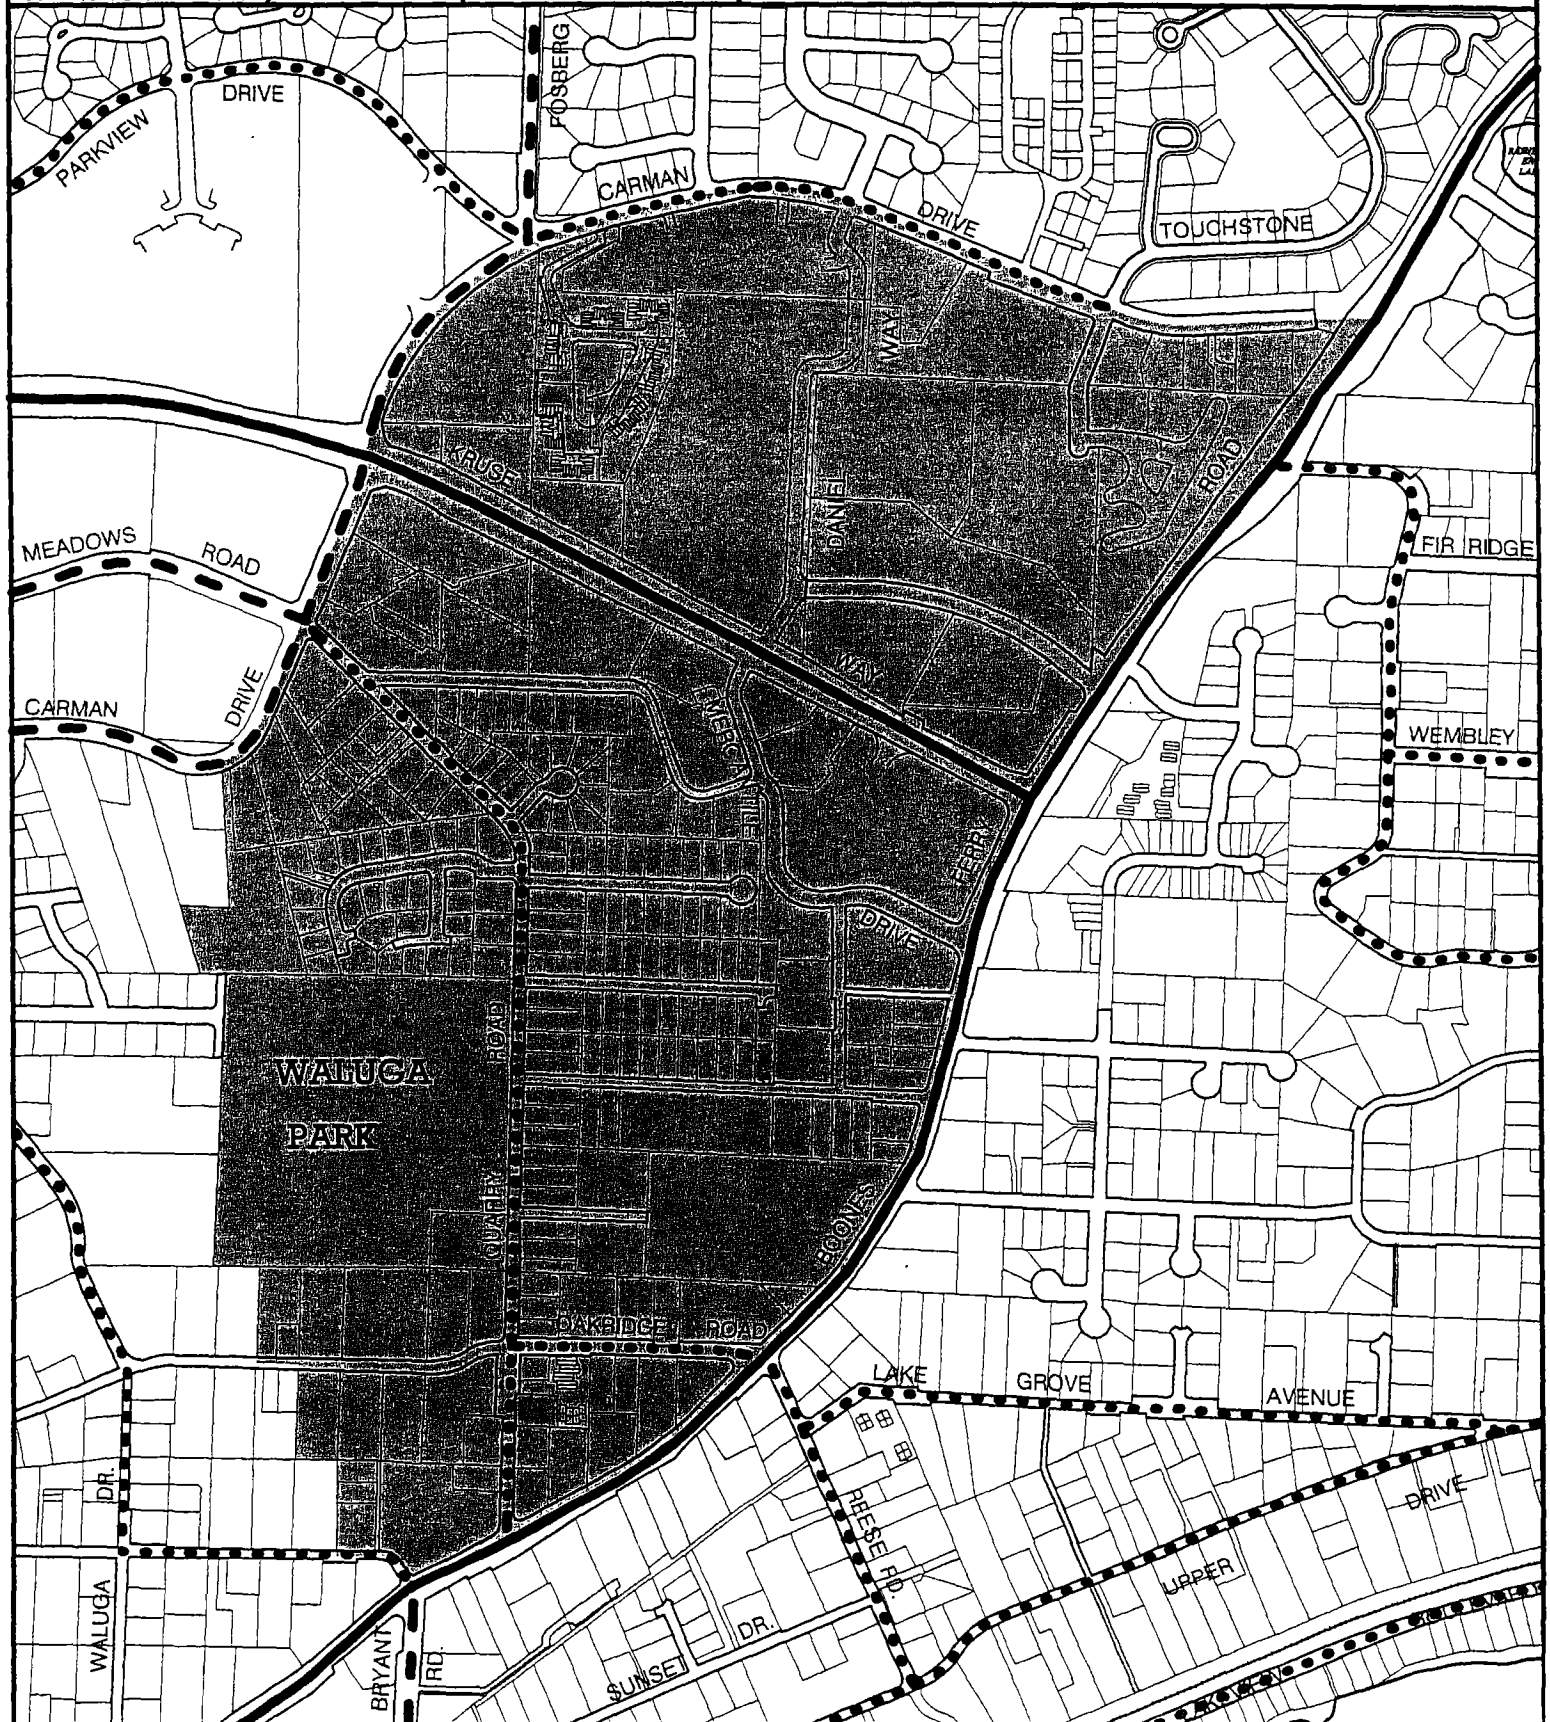 FOSBERG
DRIVE
PARKVIEW
CARMAN
DRIVE
TOUCHSTONE
WAY
KRUSE
ROAD
DANIEL
MEADOWS
ROAD
FIR RIDGE
WAY
CARMAN
DRIVE
WEMBLEY
FERRY
DRIVE
ROAD
WALUGA
PARK
QUARRY
BOONES
OAKRIDGE ROAD
LAKE
GROVE
AVENUE
DR.
REESE RD.
DRIVE
UPPER
WALUGA
BRYANT
RD.
SUNSET
DR.